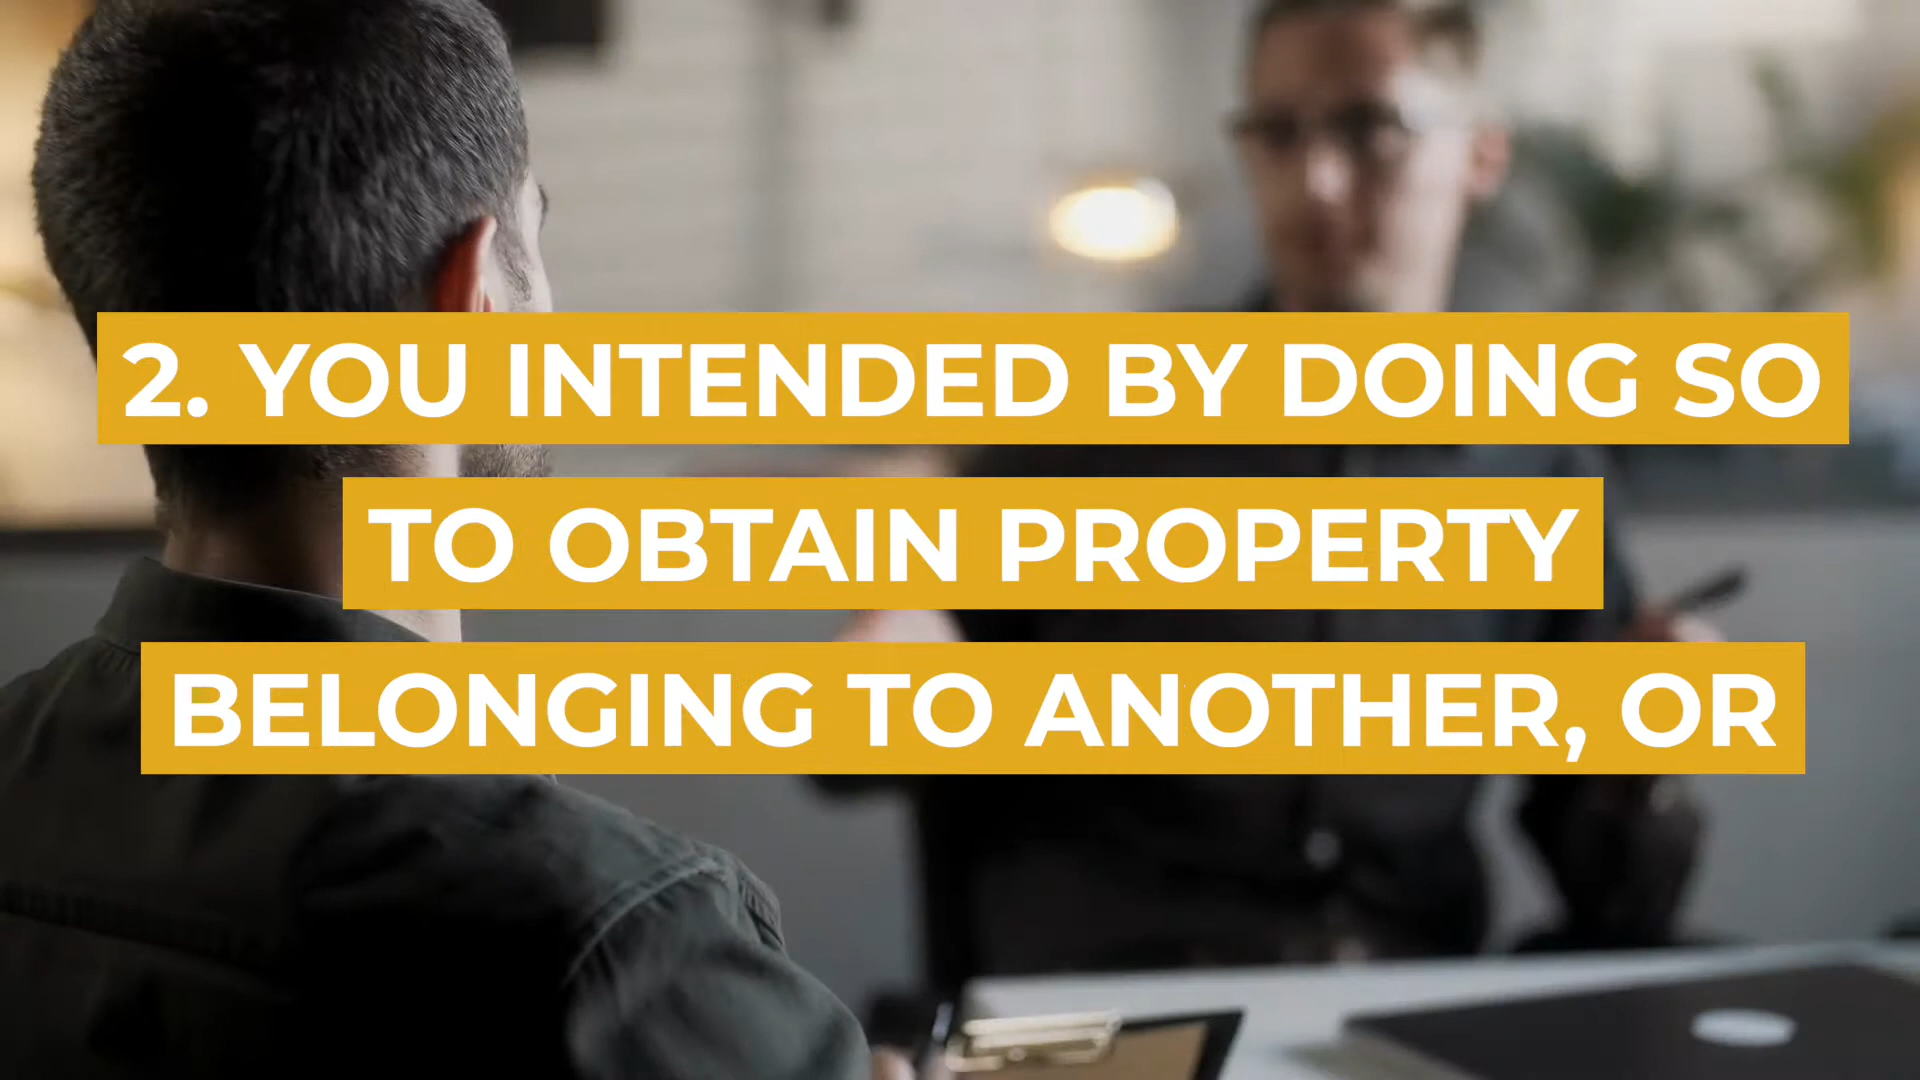 2. YOU INTENDED BY DOING SO
TO OBTAIN PROPERTY
BELONGING TO ANOTHER, OR